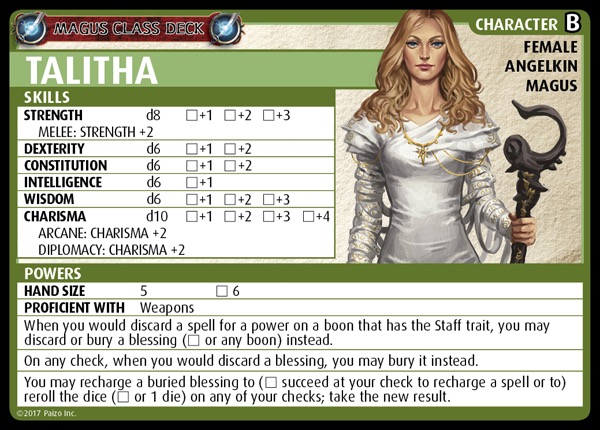 MAGUS CLASS DECK
CHARACTER B
TALITHA
FEMALE
ANGELKIN
MAGUS
SKILLS
STRENGTH d8 □+1 □+2 □+3
MELEE: STRENGTH +2
DEXTERITY d6 □+1 □+2
CONSTITUTION d6 □+1 □+2
INTELLIGENCE d6 □+1
WISDOM d6 □+1 □+2 □+3
CHARISMA d10 □+1 □+2 □+3 □+4
ARCANE: CHARISMA +2
DIPLOMACY: CHARISMA +2
POWERS
HAND SIZE 5 □ 6
PROFICIENT WITH Weapons
When you would discard a spell for a power on a boon that has the Staff trait, you may
discard or bury a blessing (□ or any boon) instead.
On any check, when you would discard a blessing, you may bury it instead.
You may recharge a buried blessing to (□ succeed at your check to recharge a spell or to)
reroll the dice (□ or 1 die) on any of your checks; take the new result.
©2017 Paizo Inc.